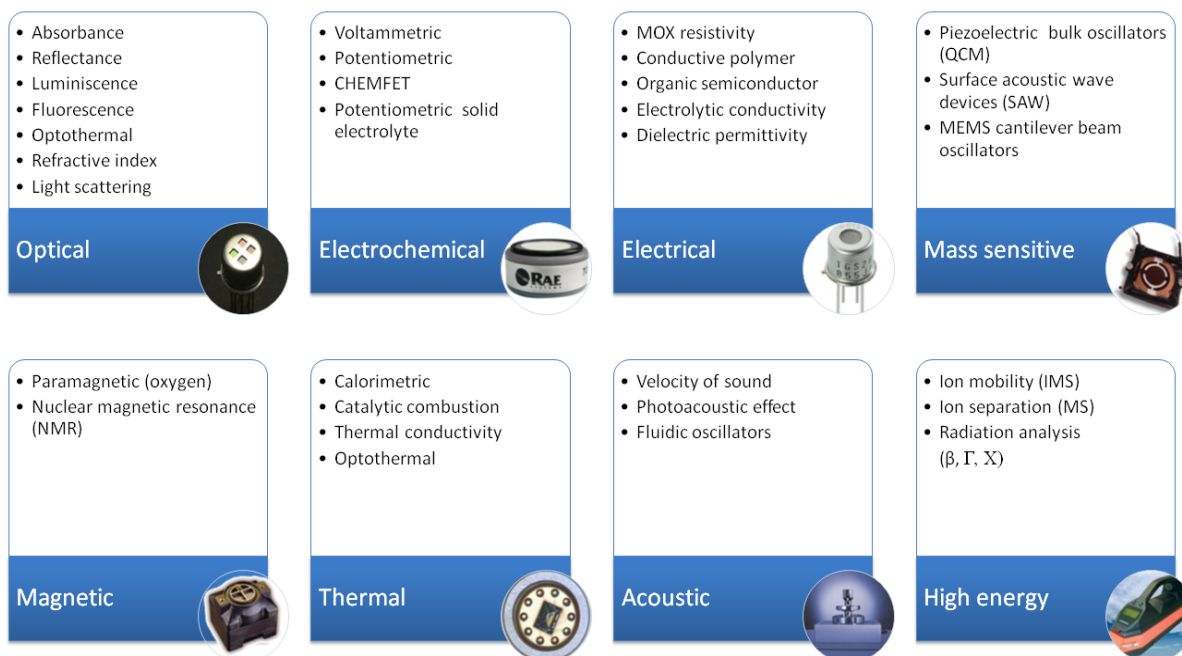 • Absorbance
• Reflectance
• Luminiscence
• Fluorescence
• Optothermal
• Refractive index
• Light scattering
Optical
• Voltammetric
• Potentiometric
• CHEMFET
• Potentiometric solid
electrolyte
Electrochemical
RAE
SYSTEMS
• MOX resistivity
• Conductive polymer
• Organic semiconductor
• Electrolytic conductivity
• Dielectric permittivity
Electrical
• Piezoelectric bulk oscillators
(QCM)
• Surface acoustic wave
devices (SAW)
• MEMS cantilever beam
oscillators
Mass sensitive
• Paramagnetic (oxygen)
• Nuclear magnetic resonance
(NMR)
Magnetic
• Calorimetric
• Catalytic combustion
• Thermal conductivity
• Optothermal
Thermal
• Velocity of sound
• Photoacoustic effect
• Fluidic oscillators
Acoustic
• Ion mobility (IMS)
• Ion separation (MS)
• Radiation analysis
(β, Γ, X)
High energy